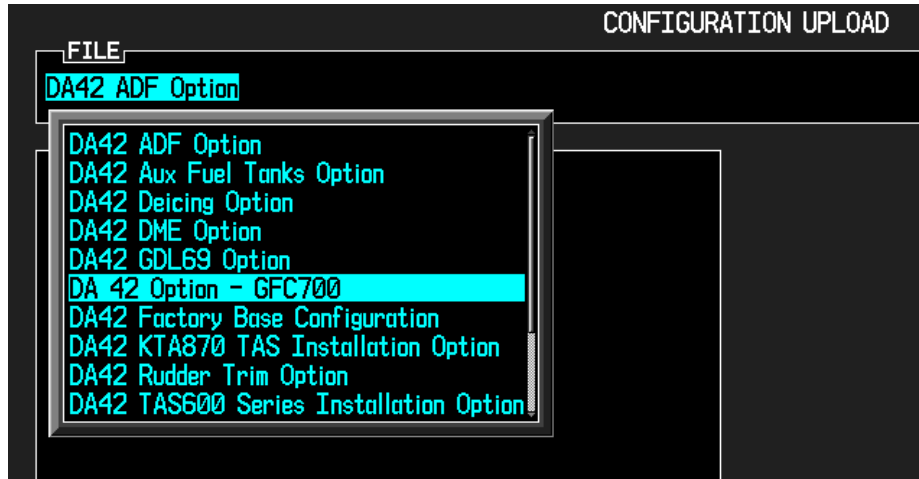 CONFIGURATION UPLOAD
FILE
DA42 ADF Option
DA42 ADF Option
DA42 Aux Fuel Tanks Option
DA42 Deicing Option
DA42 DME Option
DA42 GDL69 Option
DA 42 Option - GFC700
DA42 Factory Base Configuration
DA42 KTA870 TAS Installation Option
DA42 Rudder Trim Option
DA42 TAS600 Series Installation Option